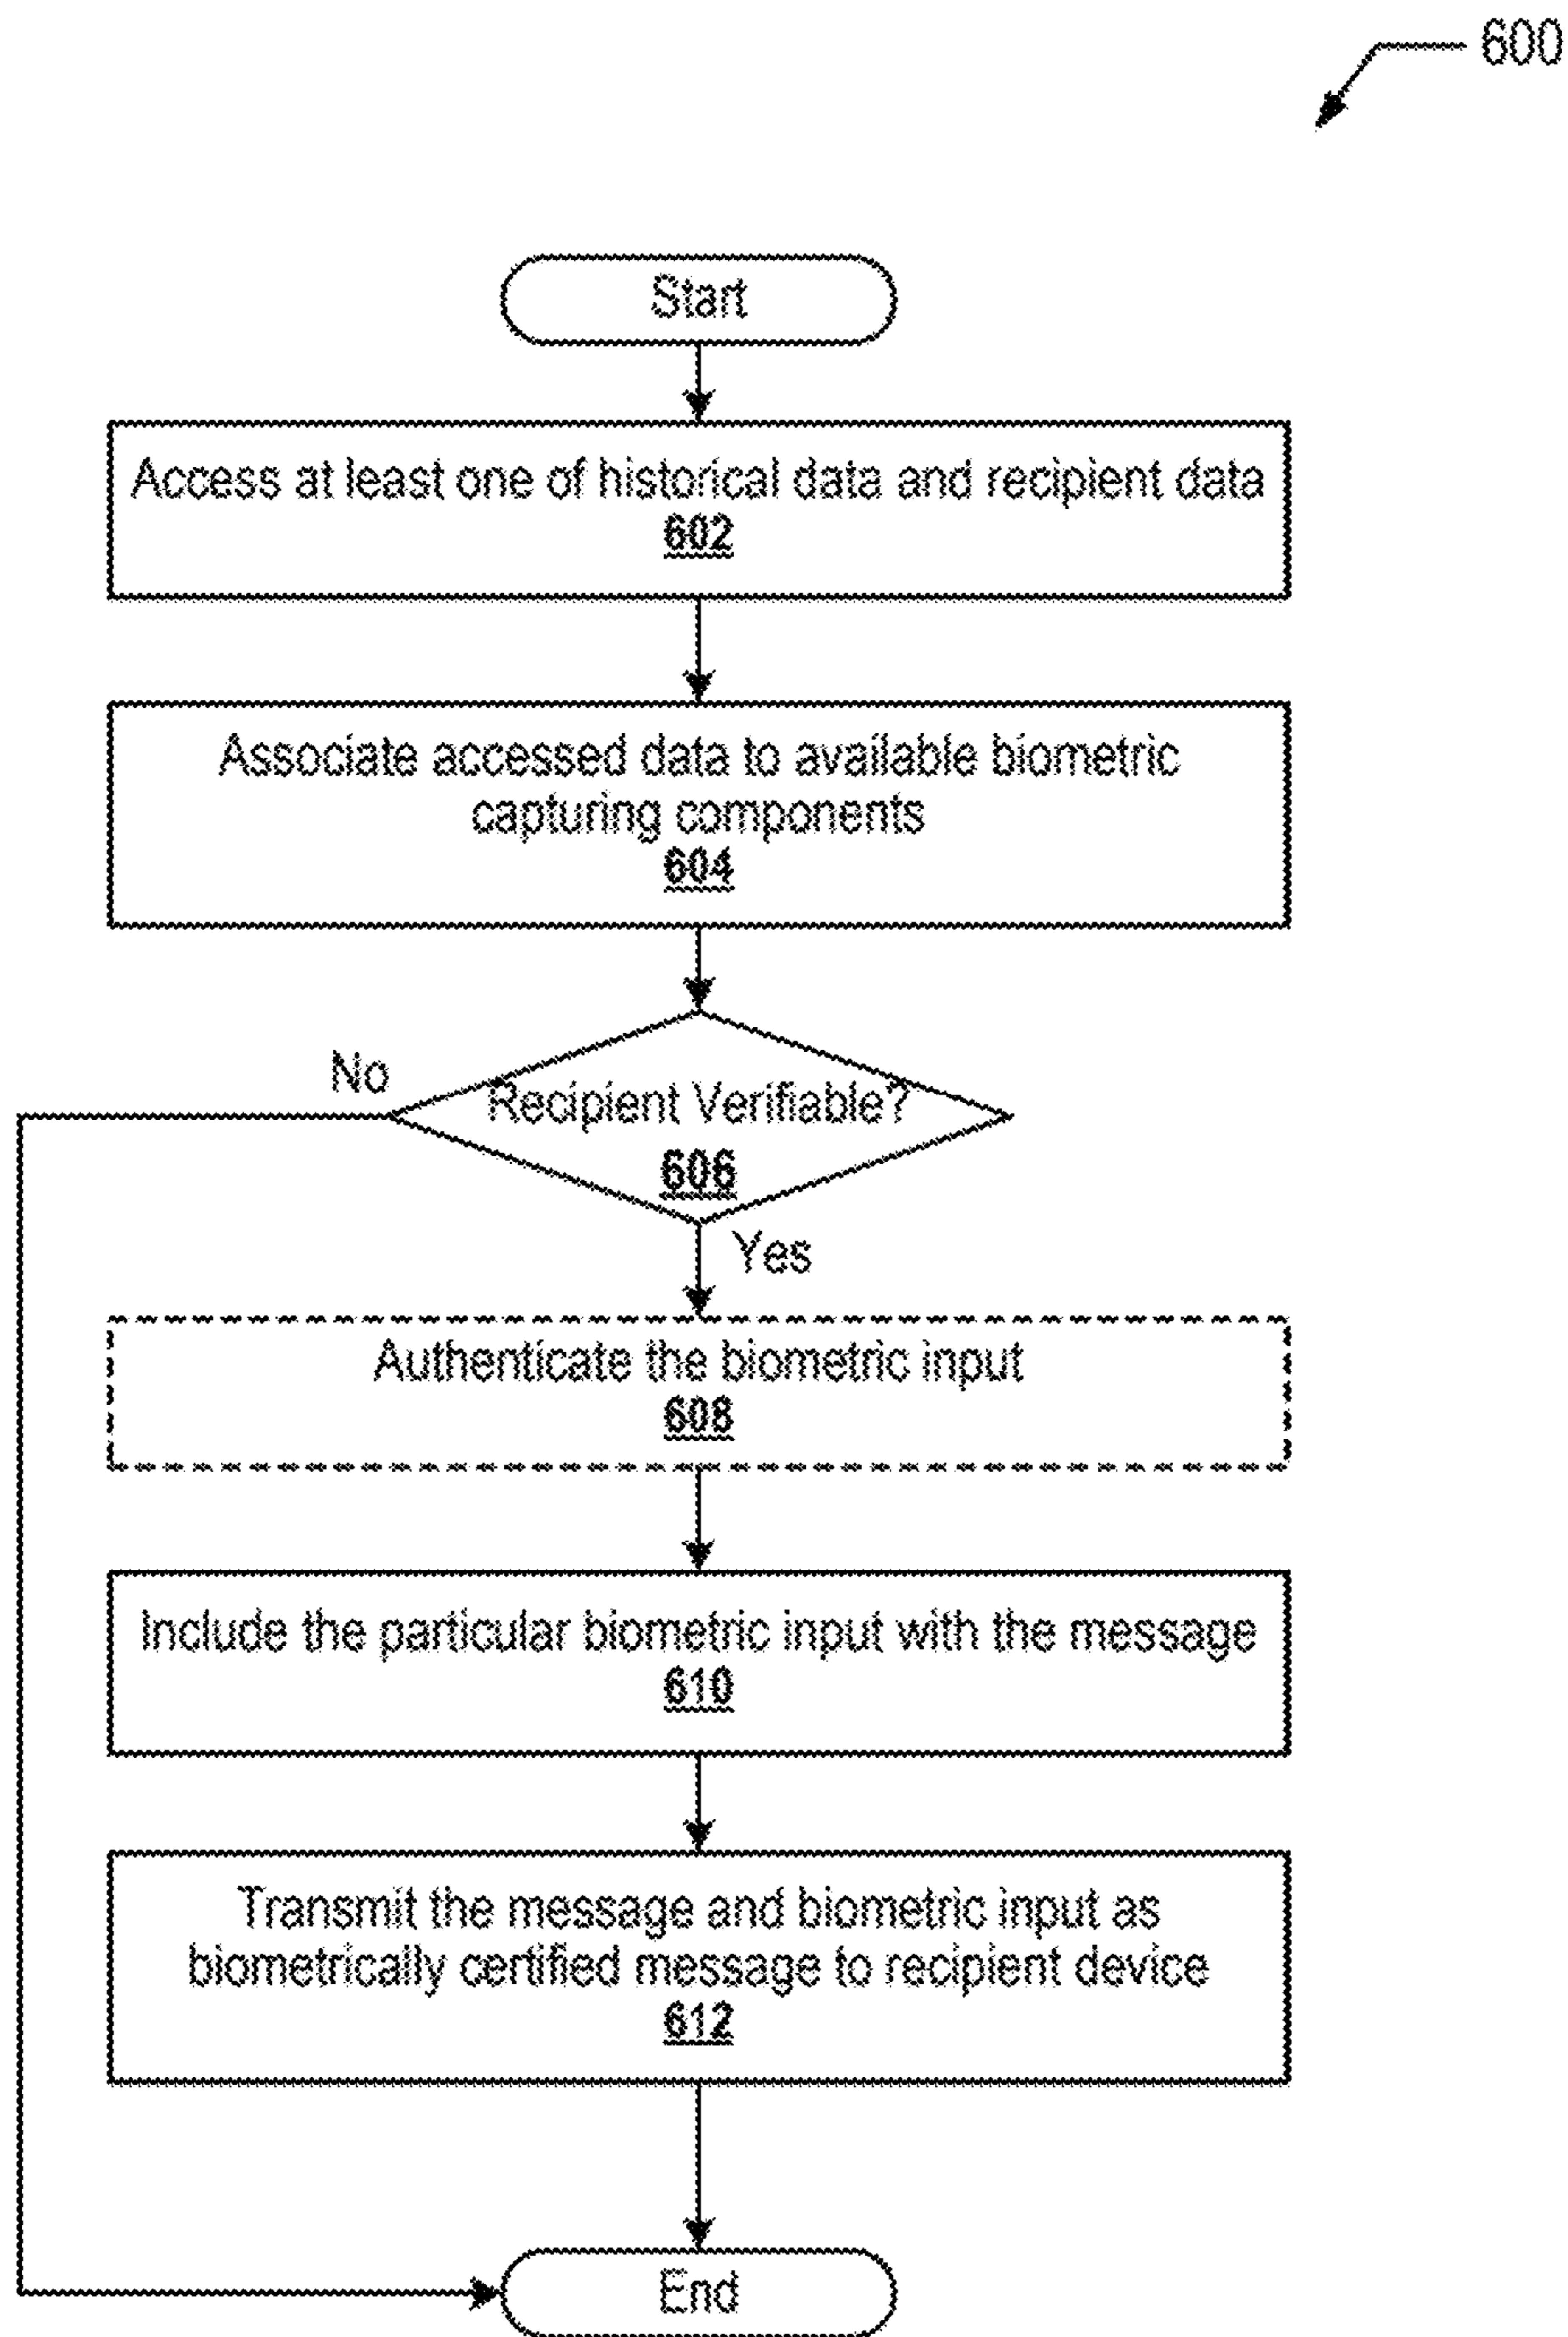 600
Start
Access at least one of historical data and recipient data
602
Associate accessed data to available biometric
capturing components
604
No
Recipient Verifiable?
606
Yes
Authenticate the biometric input
608
Include the particular biometric input with the message
610
Transmit the message and biometric input as
biometrically certified message to recipient device
612
End